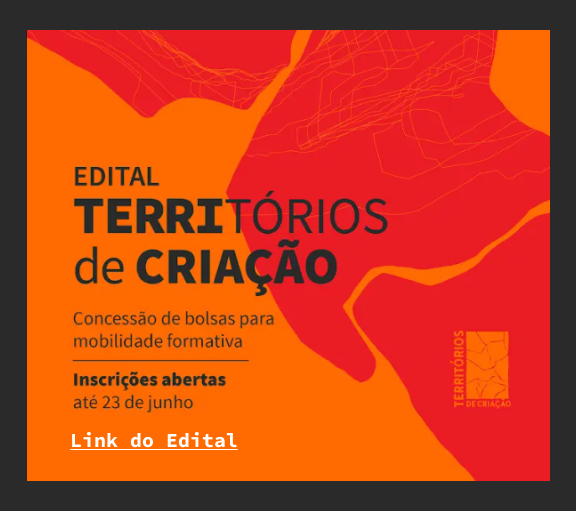 EDITAL
TERRITÓRIOS
de CRIAÇÃO
Concessão de bolsas para
mobilidade formativa
Inscrições abertas
até 23 de junho
Link do Edital
TERRITÓRIOS
DE CRIAÇÃO